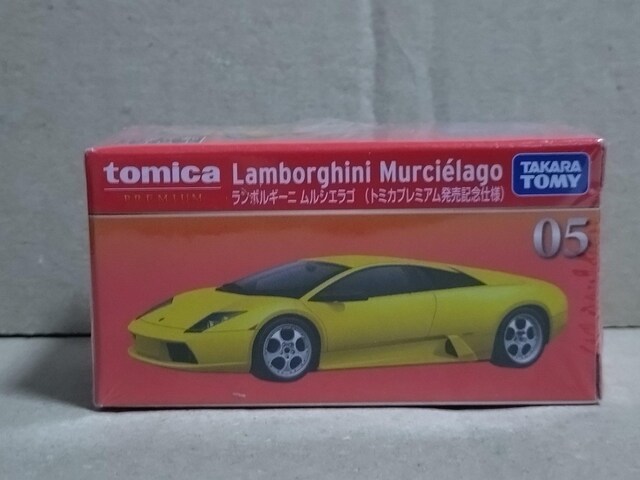 tomica
PREMIUM
Lamborghini Murciélago
ランボルギーニ ムルシエラゴ (トミカプレミアム発売記念仕様)
TAKARA
TOMY
05